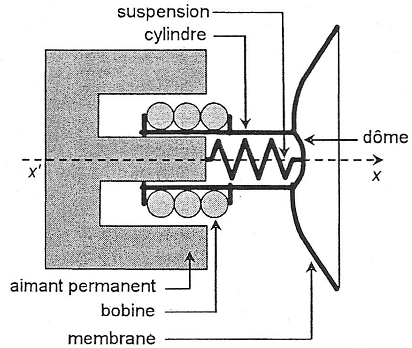 suspension
cylindre
dôme
x'
x
aimant permanent
bobine
membrane